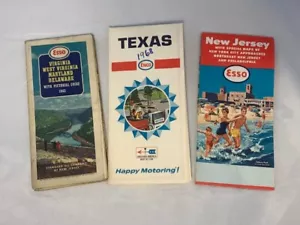 Esso
VIRGINIA
WEST VIRGINIA
MARYLAND
DELAWARE
WITH PICTORIAL GUIDE
TEXAS
1968
Esso
Happy Motoring!
New Jersey
WITH SPECIAL MAPS OF
NEW YORK CITY APPROACHES
NORTHEAST NEW JERSEY
AND PHILADELPHIA
Esso